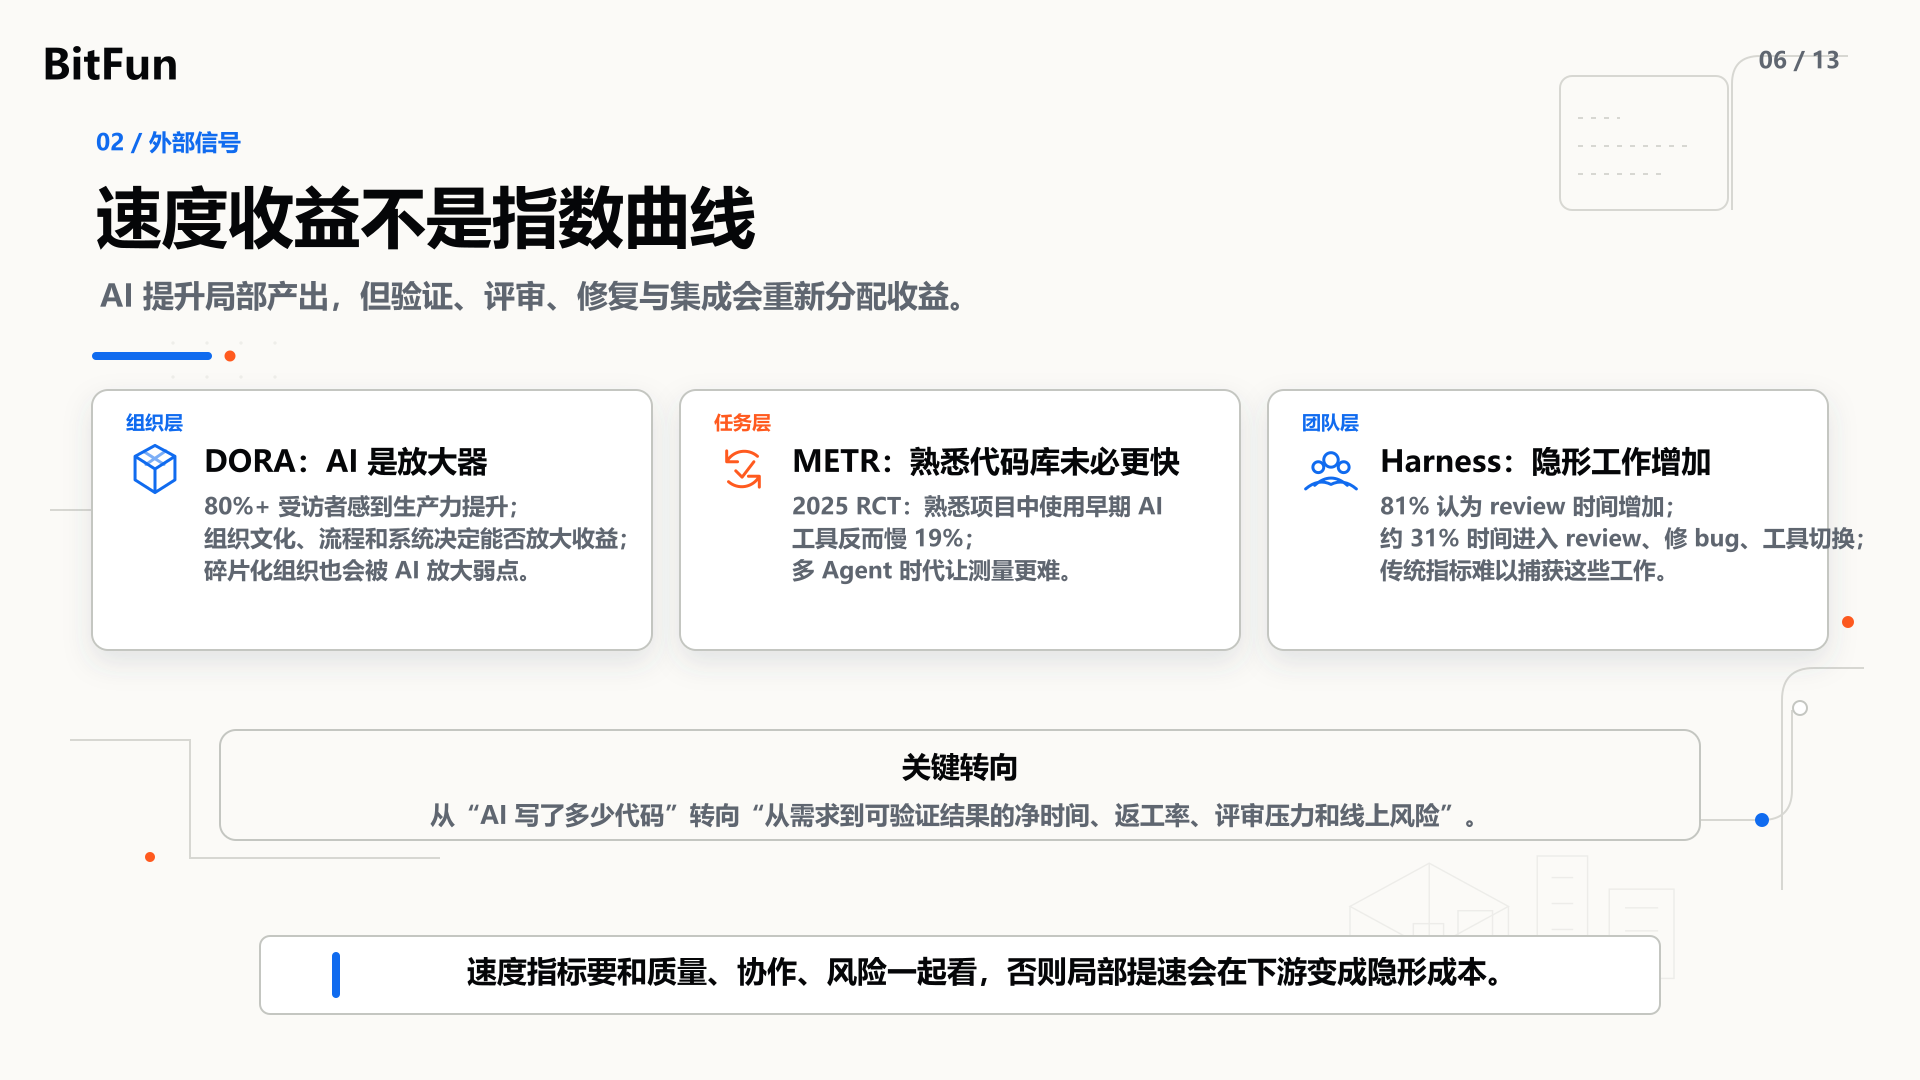 BitFun
06 / 13
02 / 外部信号
速度收益不是指数曲线
AI 提升局部产出，但验证、评审、修复与集成会重新分配收益。
组织层
DORA：AI 是放大器
80%+ 受访者感到生产力提升；
组织文化、流程和系统决定能否放大收益；
碎片化组织也会被 AI 放大弱点。
任务层
METR：熟悉代码库未必更快
2025 RCT：熟悉项目中使用早期 AI
工具反而慢 19%；
多 Agent 时代让测量更难。
团队层
Harness：隐形工作增加
81% 认为 review 时间增加；
约 31% 时间进入 review、修 bug、工具切换；
传统指标难以捕获这些工作。
关键转向
从“AI 写了多少代码”转向“从需求到可验证结果的净时间、返工率、评审压力和线上风险”。
速度指标要和质量、协作、风险一起看，否则局部提速会在下游变成隐形成本。